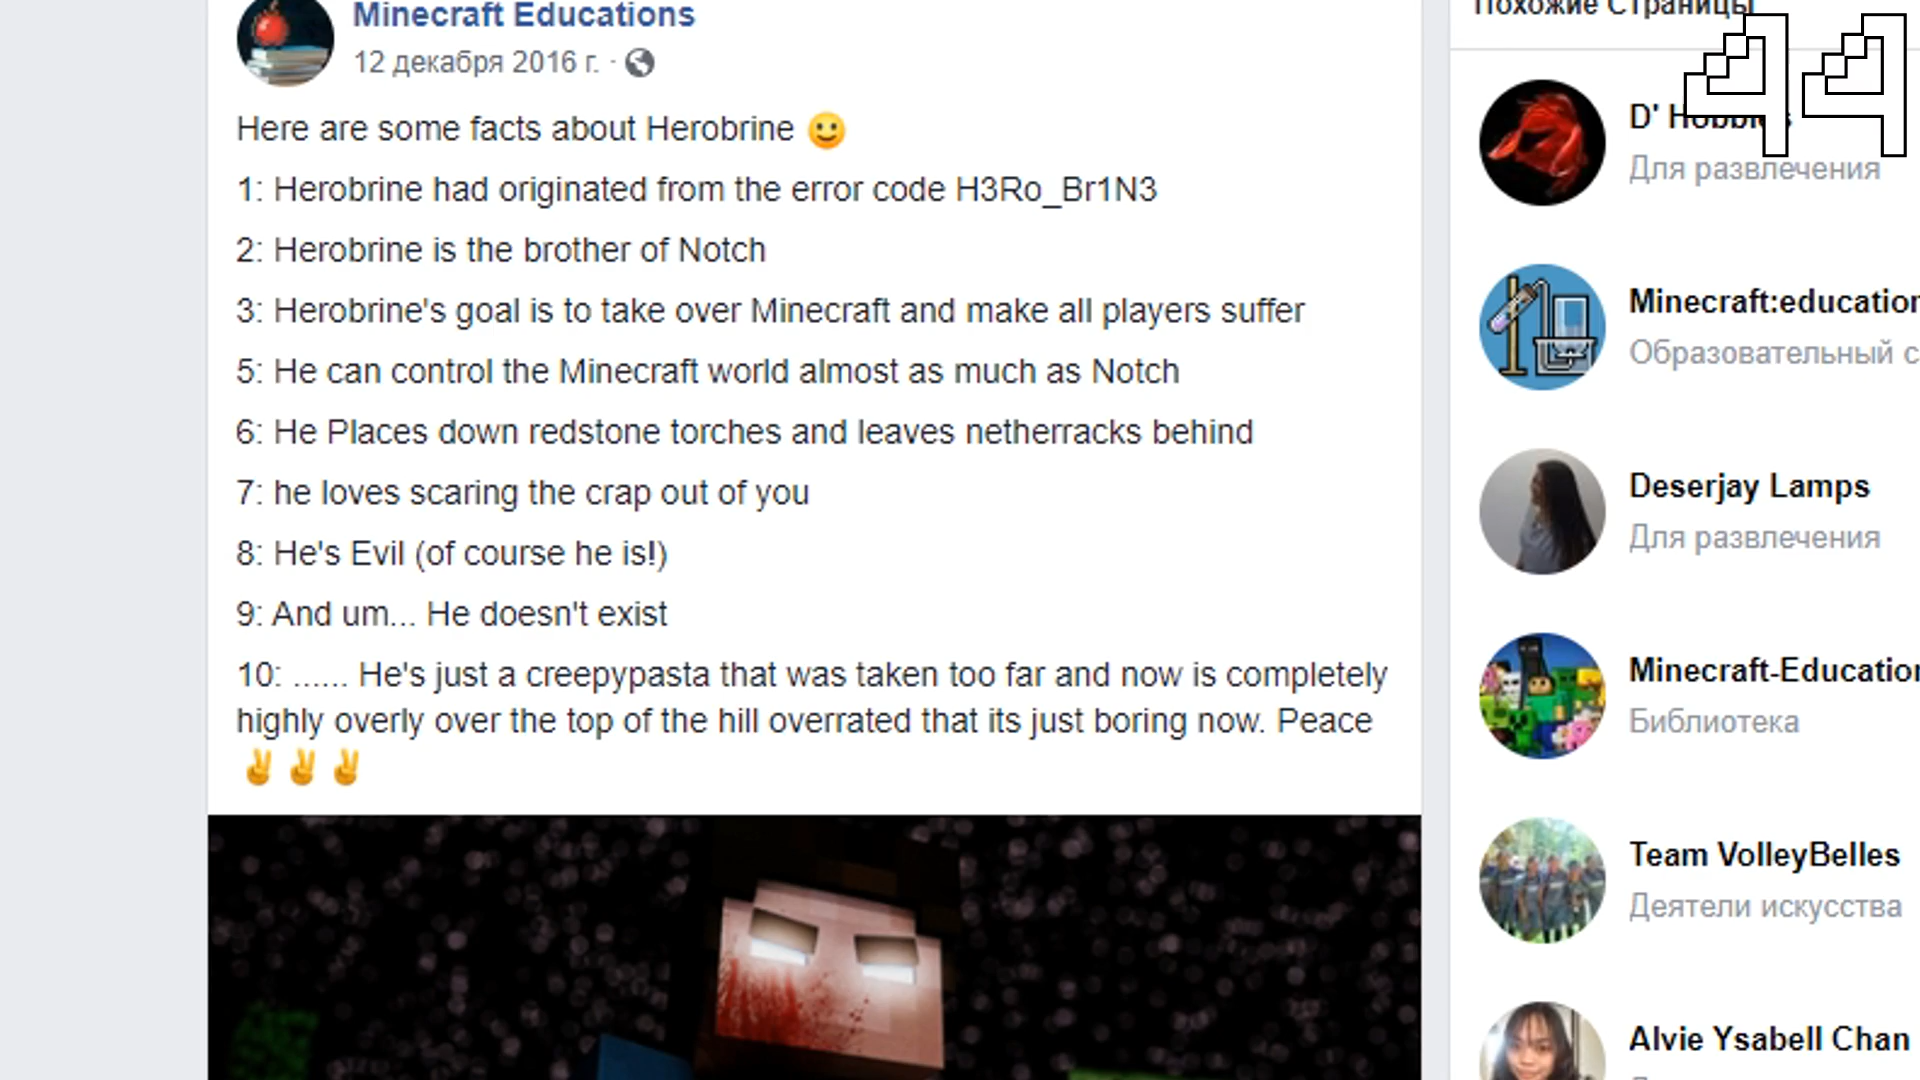 Minecraft Educations
12 декабря 2016 г. ·
Here are some facts about Herobrine 🙂
1: Herobrine had originated from the error code H3Ro_Br1N3
2: Herobrine is the brother of Notch
3: Herobrine's goal is to take over Minecraft and make all players suffer
5: He can control the Minecraft world almost as much as Notch
6: He Places down redstone torches and leaves netherracks behind
7: he loves scaring the crap out of you
8: He's Evil (of course he is!)
9: And um... He doesn't exist
10: ...... He's just a creepypasta that was taken too far and now is completely
highly overly over the top of the hill overrated that its just boring now. Peace
✌✌✌
Похожие Страницы
44
D' Hobbies
Для развлечения
Minecraft:education
Образовательный с
Deserjay Lamps
Для развлечения
Minecraft-Education
Библиотека
Team VolleyBelles
Деятели искусства
Alvie Ysabell Chan